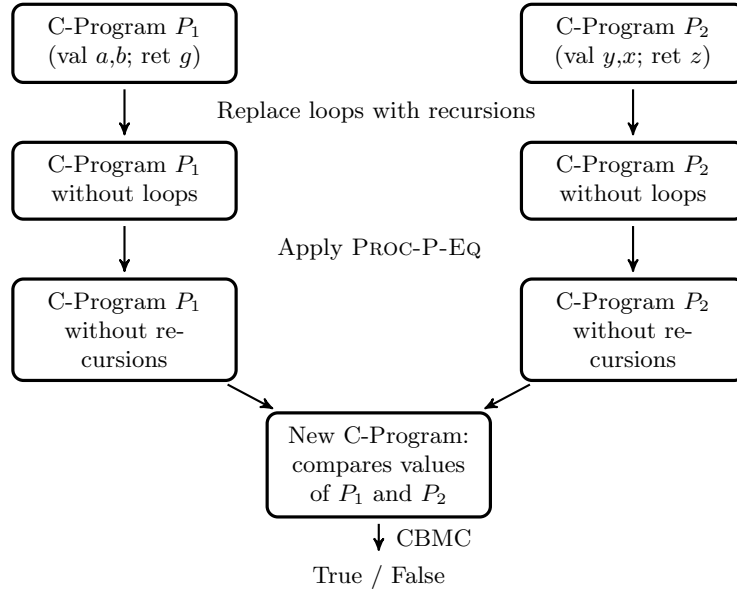 C-Program P₁
(val a,b; ret g)
C-Program P₂
(val y,x; ret z)
Replace loops with recursions
C-Program P₁
without loops
C-Program P₂
without loops
Apply PROC-P-EQ
C-Program P₁
without re-
cursions
C-Program P₂
without re-
cursions
New C-Program:
compares values
of P₁ and P₂
CBMC
True / False